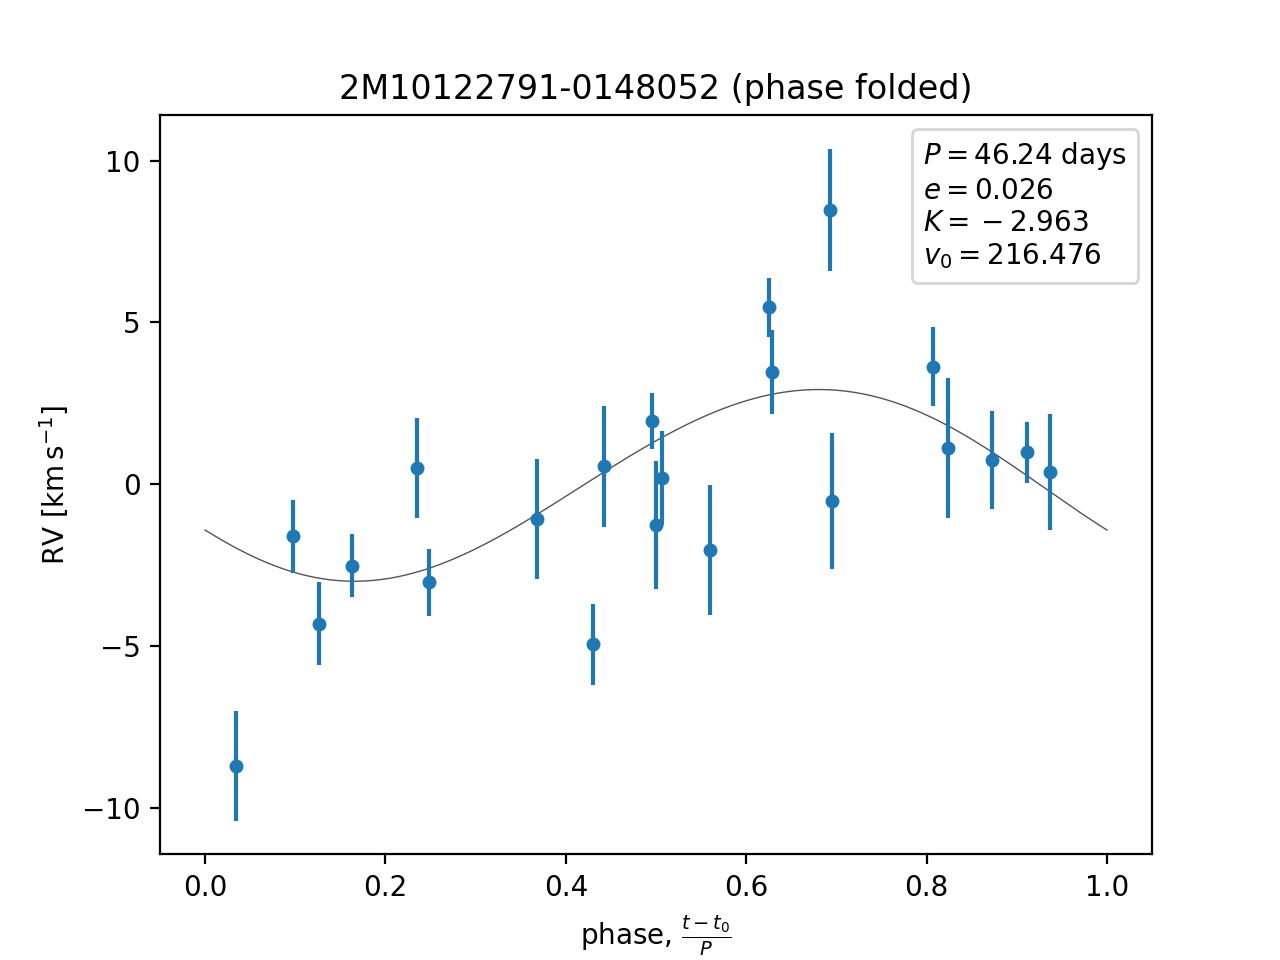 2M10122791-0148052 (phase folded)
P = 46.24 days
e = 0.026
K = −2.963
v₀ = 216.476
RV [km s⁻¹]
10
5
0
−5
−10
0.0 0.2 0.4 0.6 0.8 1.0
phase, (t − t₀)/P